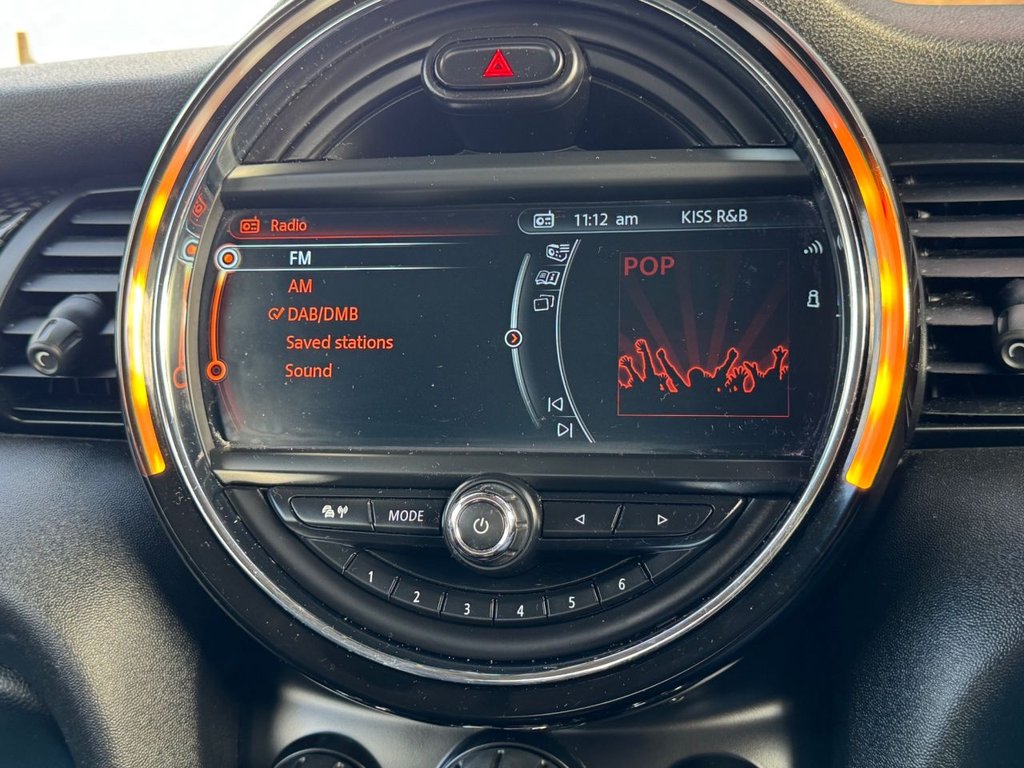 Radio
11:12 am KISS R&B
FM
AM
DAB/DMB
Saved stations
Sound
POP
MODE
1 2 3 4 5 6